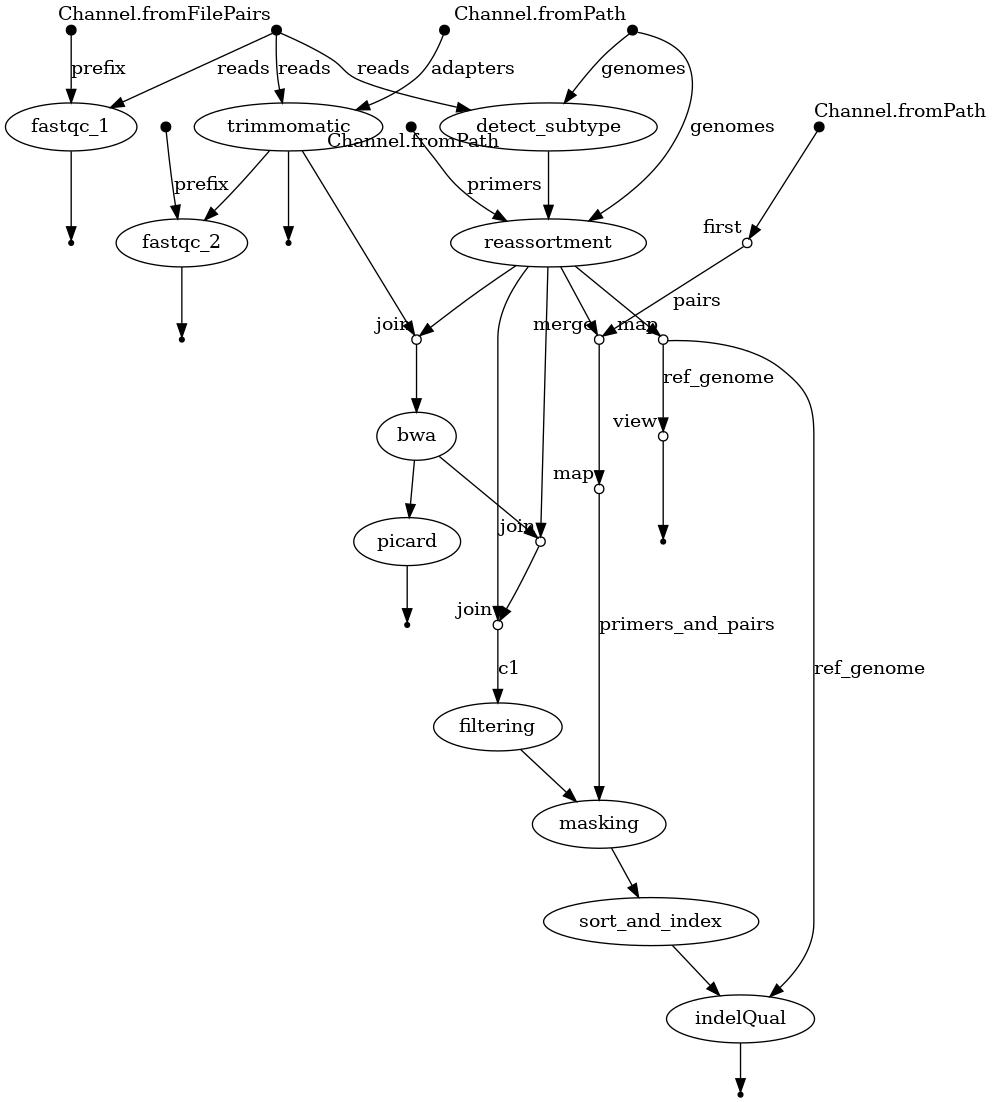 Channel.fromFilePairs
Channel.fromPath
prefix
reads
reads
reads
adapters
genomes
Channel.fromPath
fastqc_1
trimmomatic
detect_subtype
genomes
Channel.fromPath
prefix
primers
fastqc_2
reassortment
first
pairs
join
merge
map
ref_genome
view
bwa
map
join
picard
join
primers_and_pairs
c1
ref_genome
filtering
masking
sort_and_index
indelQual